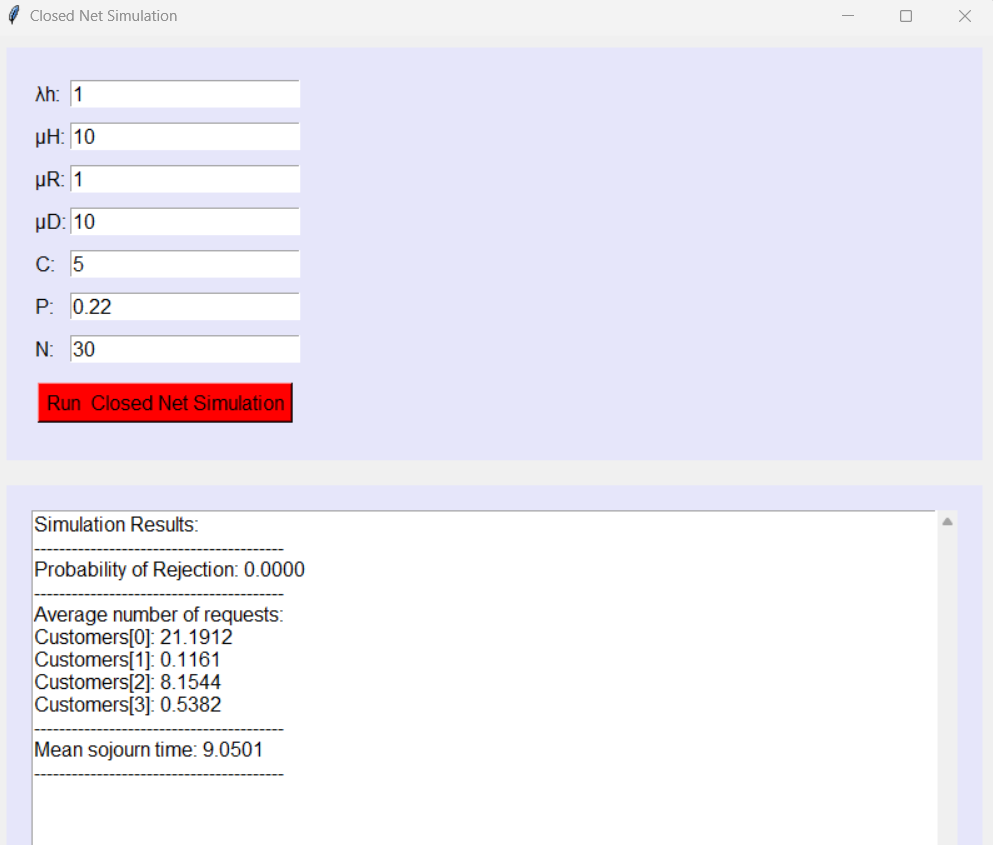 Closed Net Simulation
λh: 1
μH: 10
μR: 1
μD: 10
C: 5
P: 0.22
N: 30
Run  Closed Net Simulation
Simulation Results:
----------------------------------------
Probability of Rejection: 0.0000
----------------------------------------
Average number of requests:
Customers[0]: 21.1912
Customers[1]: 0.1161
Customers[2]: 8.1544
Customers[3]: 0.5382
----------------------------------------
Mean sojourn time: 9.0501
----------------------------------------